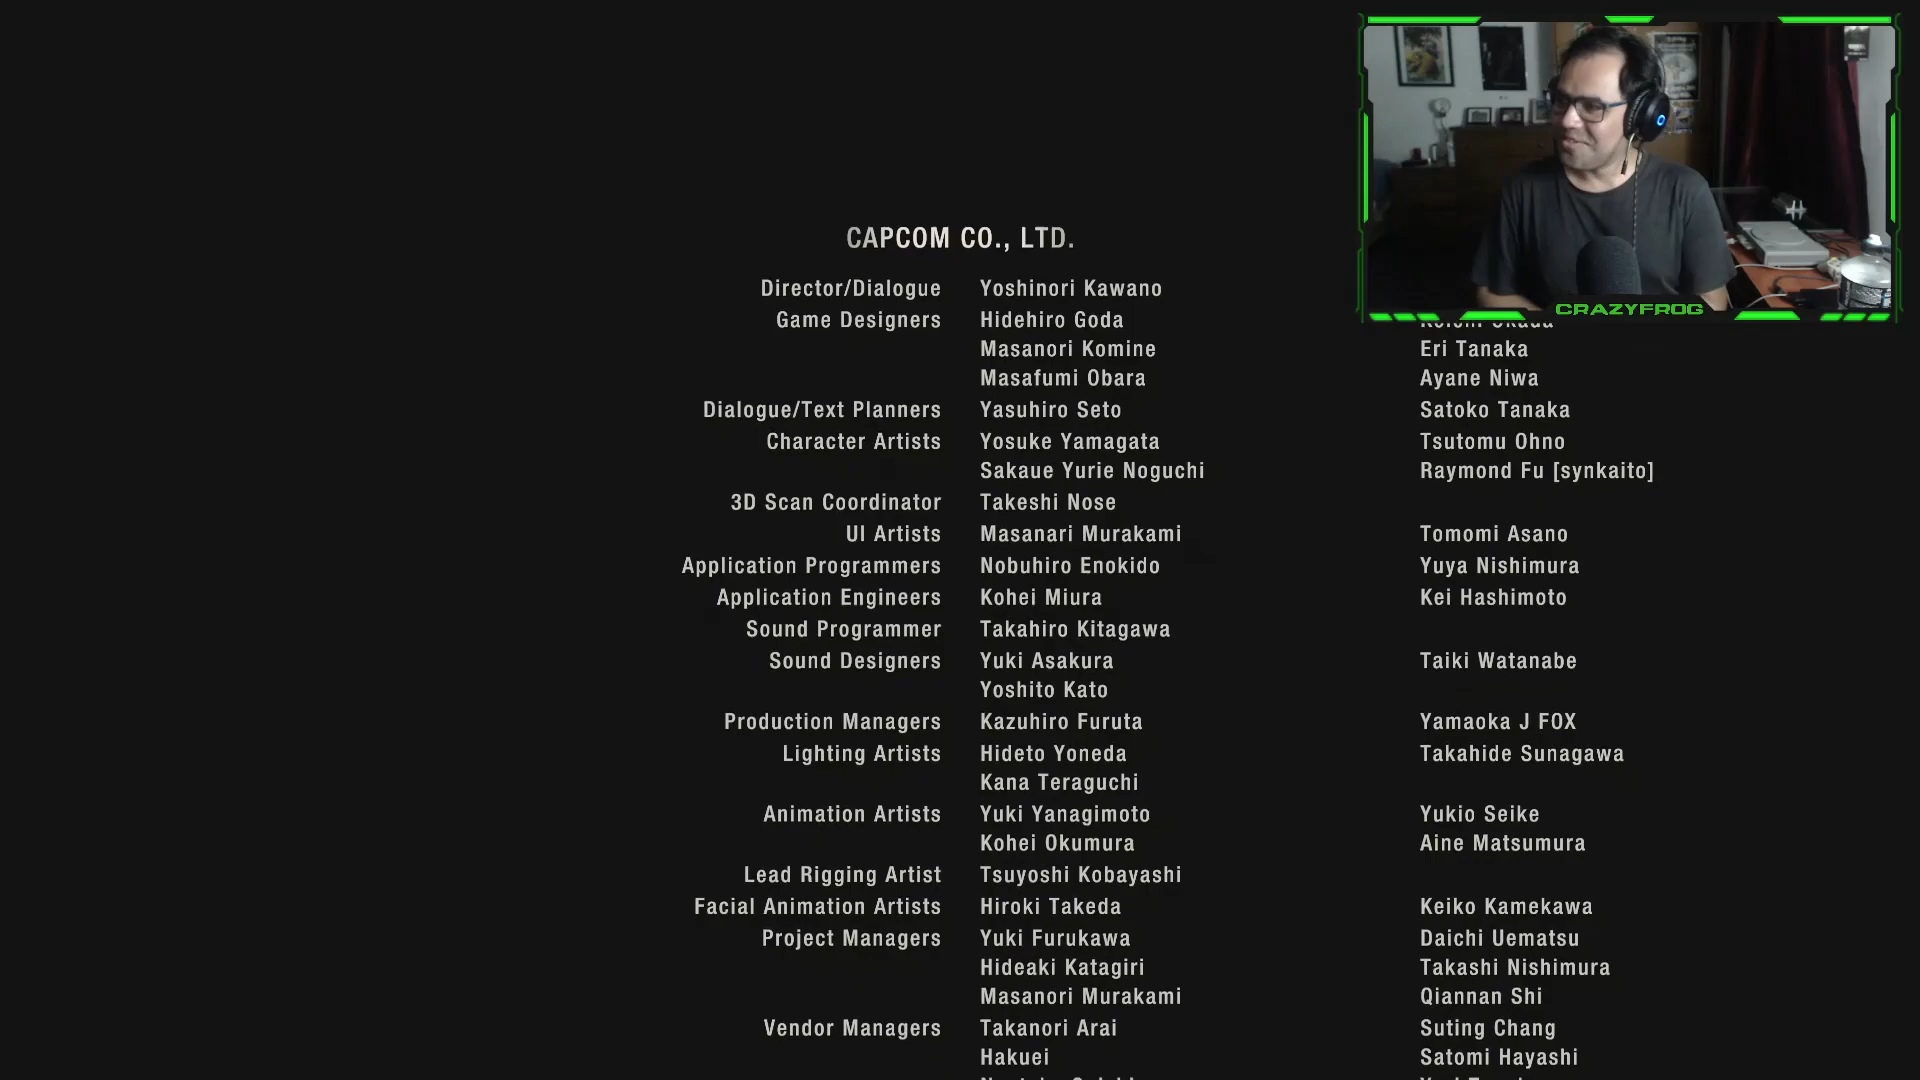 CRAZYFROG
CAPCOM CO., LTD.
Director/Dialogue Yoshinori Kawano
Game Designers Hidehiro Goda
Masanori Komine Eri Tanaka
Masafumi Obara Ayane Niwa
Dialogue/Text Planners Yasuhiro Seto Satoko Tanaka
Character Artists Yosuke Yamagata Tsutomu Ohno
Sakaue Yurie Noguchi Raymond Fu [synkaito]
3D Scan Coordinator Takeshi Nose
UI Artists Masanari Murakami Tomomi Asano
Application Programmers Nobuhiro Enokido Yuya Nishimura
Application Engineers Kohei Miura Kei Hashimoto
Sound Programmer Takahiro Kitagawa
Sound Designers Yuki Asakura Taiki Watanabe
Yoshito Kato
Production Managers Kazuhiro Furuta Yamaoka J FOX
Lighting Artists Hideto Yoneda Takahide Sunagawa
Kana Teraguchi
Animation Artists Yuki Yanagimoto Yukio Seike
Kohei Okumura Aine Matsumura
Lead Rigging Artist Tsuyoshi Kobayashi
Facial Animation Artists Hiroki Takeda Keiko Kamekawa
Project Managers Yuki Furukawa Daichi Uematsu
Hideaki Katagiri Takashi Nishimura
Masanori Murakami Qiannan Shi
Vendor Managers Takanori Arai Suting Chang
Hakuei Satomi Hayashi